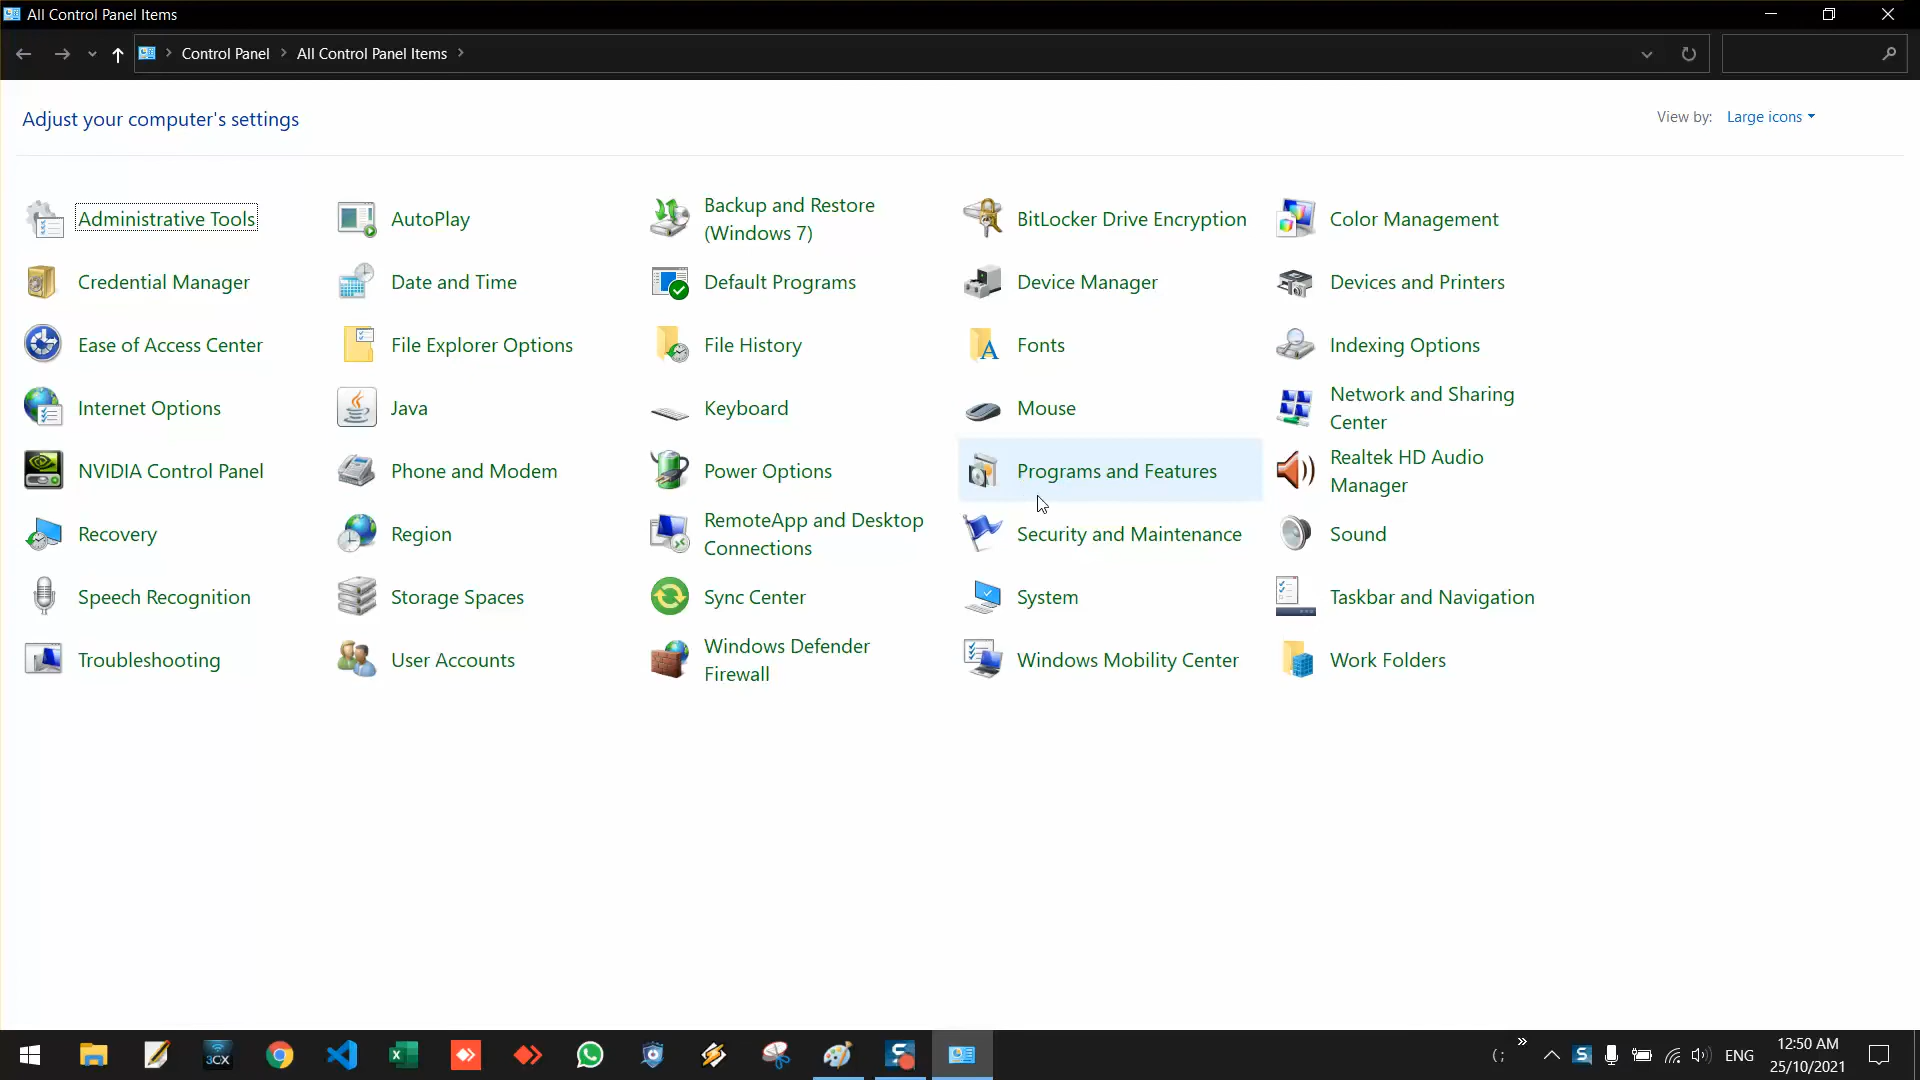 All Control Panel Items
Control Panel
All Control Panel Items
Adjust your computer's settings
View by:
Large icons
Administrative Tools
AutoPlay
Backup and Restore
(Windows 7)
BitLocker Drive Encryption
Color Management
Credential Manager
Date and Time
Default Programs
Device Manager
Devices and Printers
Ease of Access Center
File Explorer Options
File History
Fonts
Indexing Options
Internet Options
Java
Keyboard
Mouse
Network and Sharing
Center
NVIDIA Control Panel
Phone and Modem
Power Options
Programs and Features
Realtek HD Audio
Manager
Recovery
Region
RemoteApp and Desktop
Connections
Security and Maintenance
Sound
Speech Recognition
Storage Spaces
Sync Center
System
Taskbar and Navigation
Troubleshooting
User Accounts
Windows Defender
Firewall
Windows Mobility Center
Work Folders
3CX
ENG
12:50 AM
25/10/2021